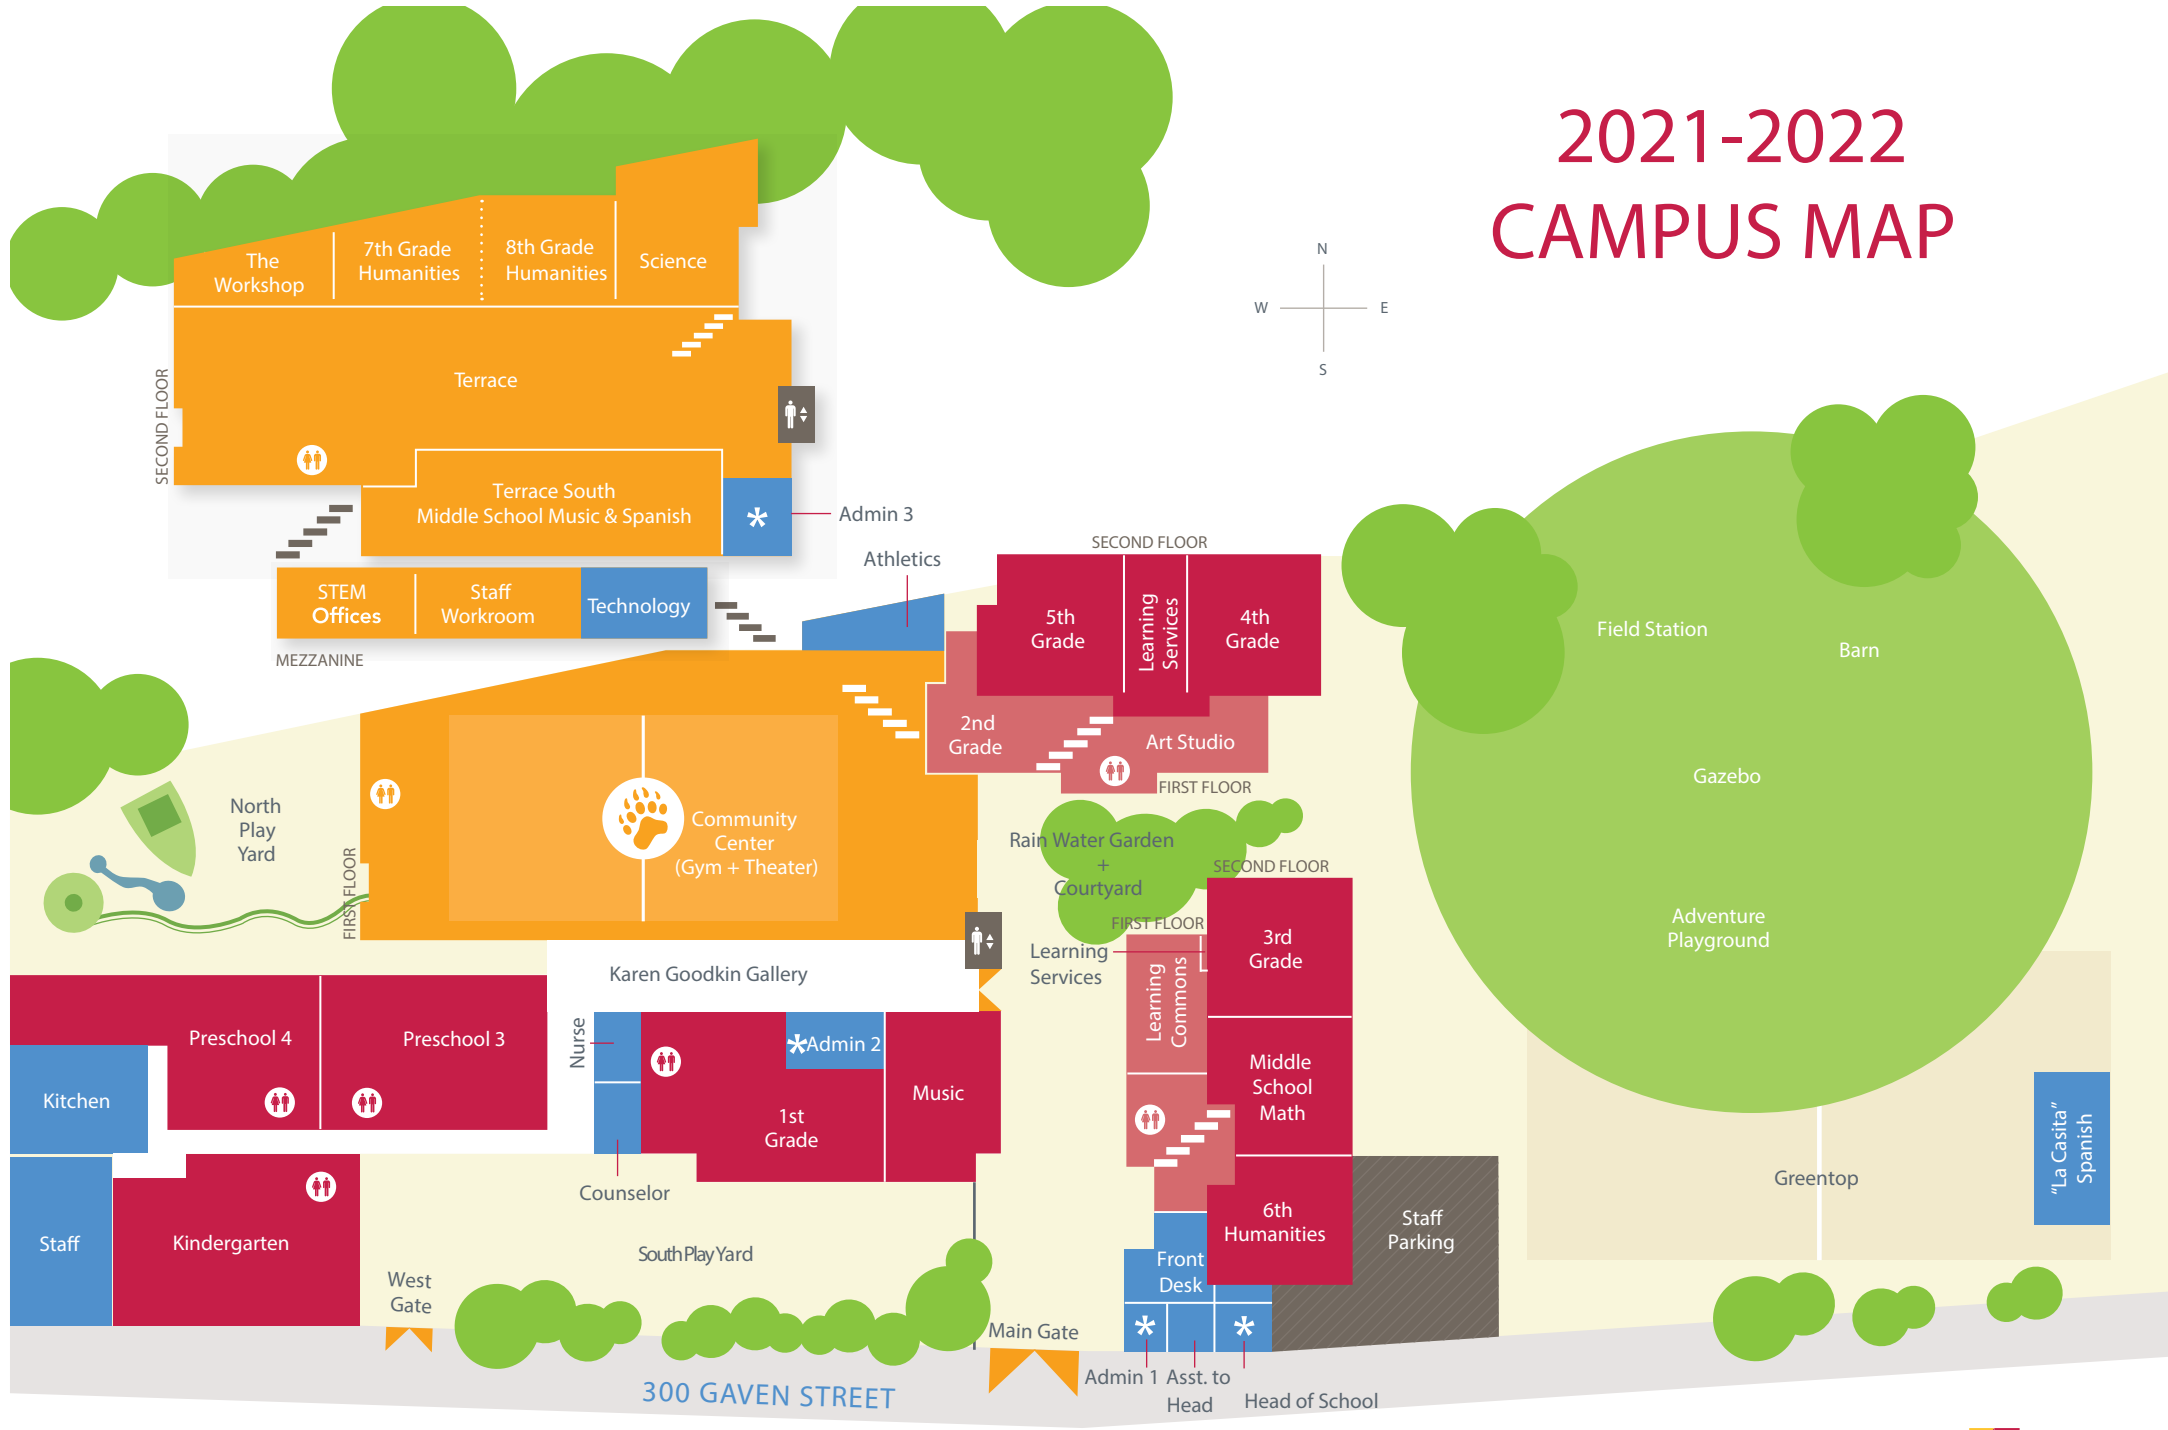 2021-2022
CAMPUS MAP
N
W
E
S
The
Workshop
7th Grade
Humanities
8th Grade
Humanities
Science
Terrace
SECOND FLOOR
Terrace South
Middle School Music & Spanish
*
Admin 3
Athletics
STEM
Offices
Staff
Workroom
Technology
MEZZANINE
SECOND FLOOR
5th
Grade
Learning
Services
4th
Grade
2nd
Grade
Art Studio
FIRST FLOOR
Field Station
Barn
Gazebo
Adventure
Playground
North
Play
Yard
FIRST FLOOR
Community
Center
(Gym + Theater)
Rain Water Garden
+
Courtyard
SECOND FLOOR
FIRST FLOOR
Learning
Services
Learning
Commons
3rd
Grade
Karen Goodkin Gallery
Preschool 4
Preschool 3
Nurse
*Admin 2
Music
1st
Grade
Middle
School
Math
Kitchen
Counselor
Staff
Kindergarten
South Play Yard
West
Gate
6th
Humanities
Front
Desk
Staff
Parking
Greentop
"La Casita"
Spanish
Main Gate
*
*
Admin 1
Asst. to
Head
Head of School
300 GAVEN STREET